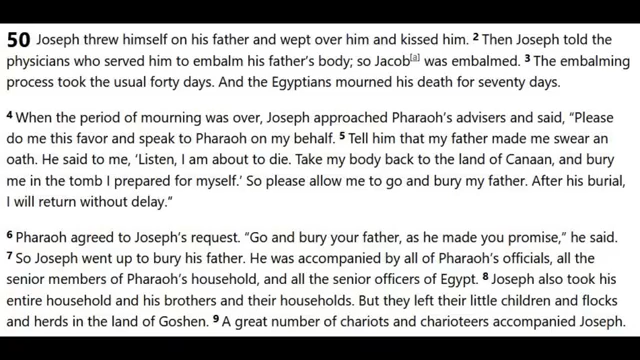 50 Joseph threw himself on his father and wept over him and kissed him. 2 Then Joseph told the
physicians who served him to embalm his father’s body; so Jacob[a] was embalmed. 3 The embalming
process took the usual forty days. And the Egyptians mourned his death for seventy days.
4 When the period of mourning was over, Joseph approached Pharaoh’s advisers and said, “Please
do me this favor and speak to Pharaoh on my behalf. 5 Tell him that my father made me swear an
oath. He said to me, ‘Listen, I am about to die. Take my body back to the land of Canaan, and bury
me in the tomb I prepared for myself.’ So please allow me to go and bury my father. After his burial,
I will return without delay.”
6 Pharaoh agreed to Joseph’s request. “Go and bury your father, as he made you promise,” he said.
7 So Joseph went up to bury his father. He was accompanied by all of Pharaoh’s officials, all the
senior members of Pharaoh’s household, and all the senior officers of Egypt. 8 Joseph also took his
entire household and his brothers and their households. But they left their little children and flocks
and herds in the land of Goshen. 9 A great number of chariots and charioteers accompanied Joseph.